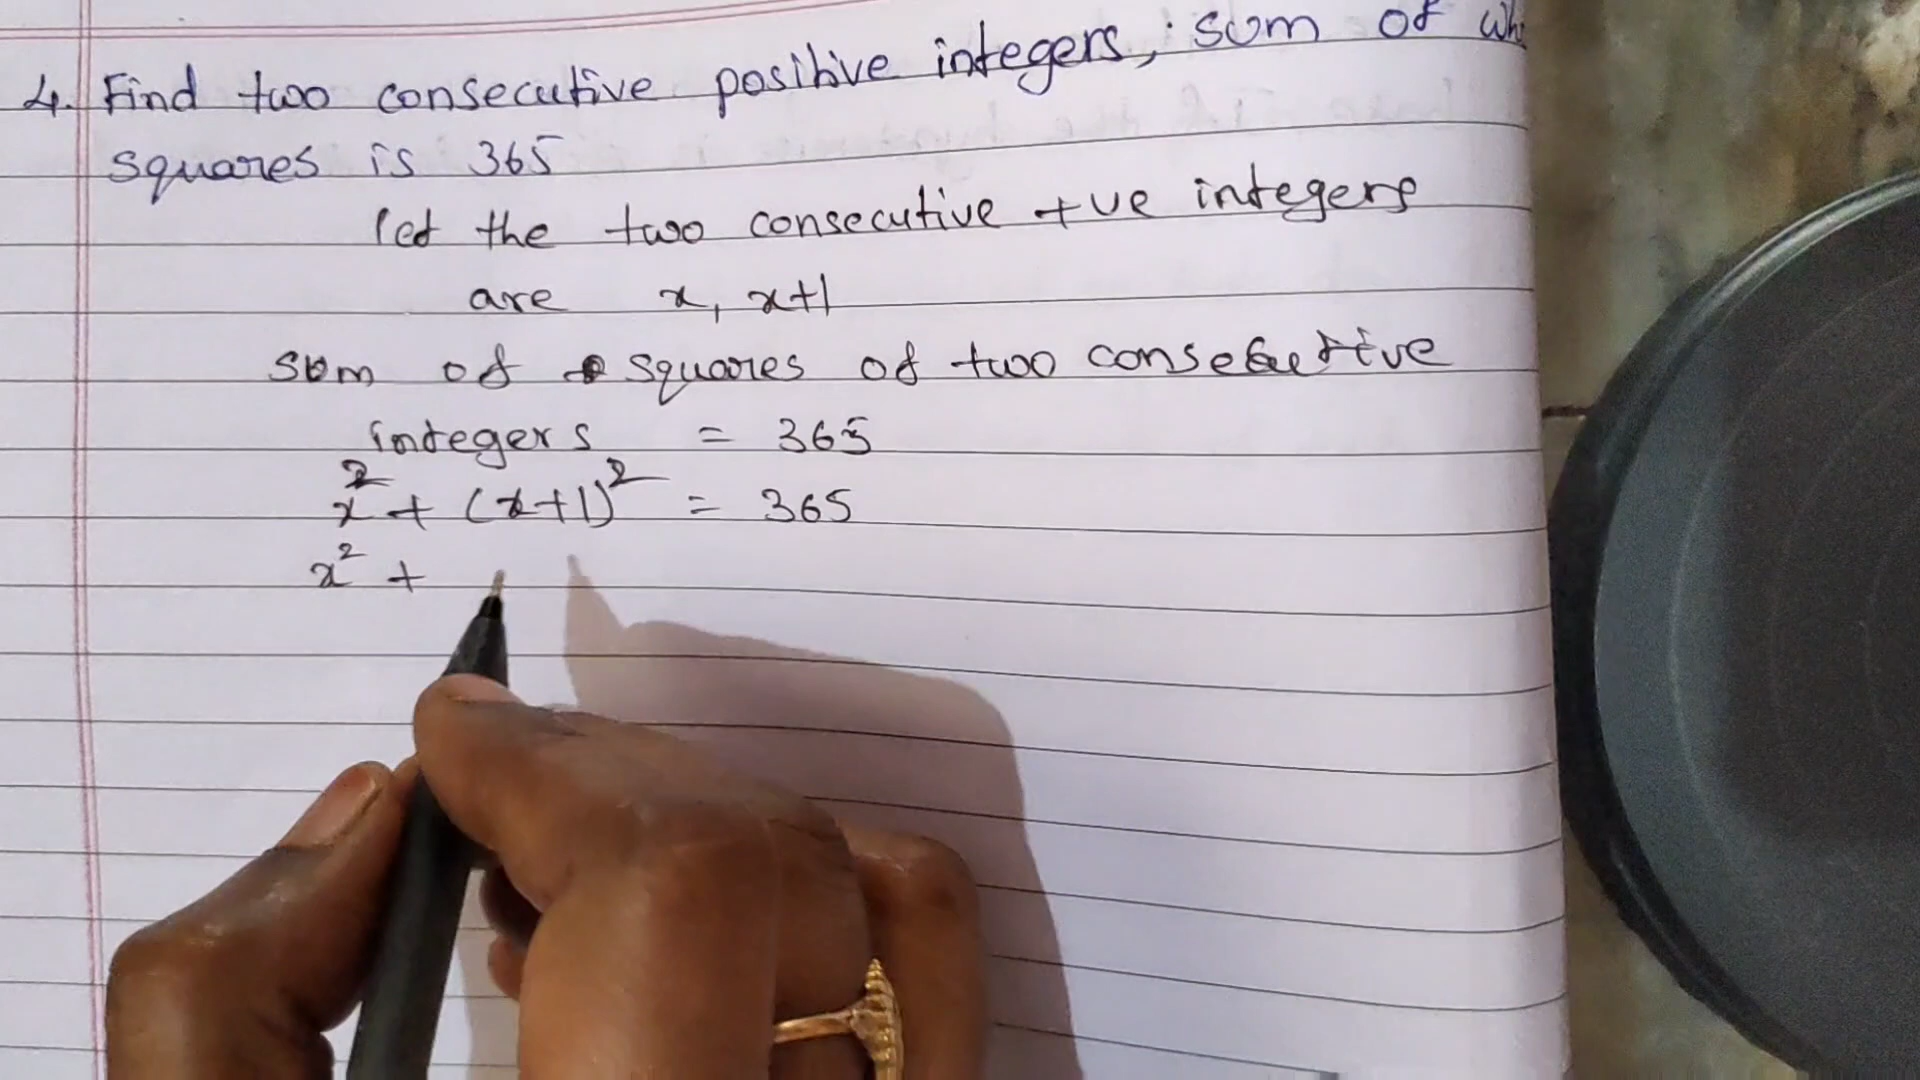 4. Find two consecutive positive integers, sum of
squares is 365
let the two consecutive +ve integers
are x, x+1
sum of squares of two consecutive
integers = 365
x² + (x+1)² = 365
x² +